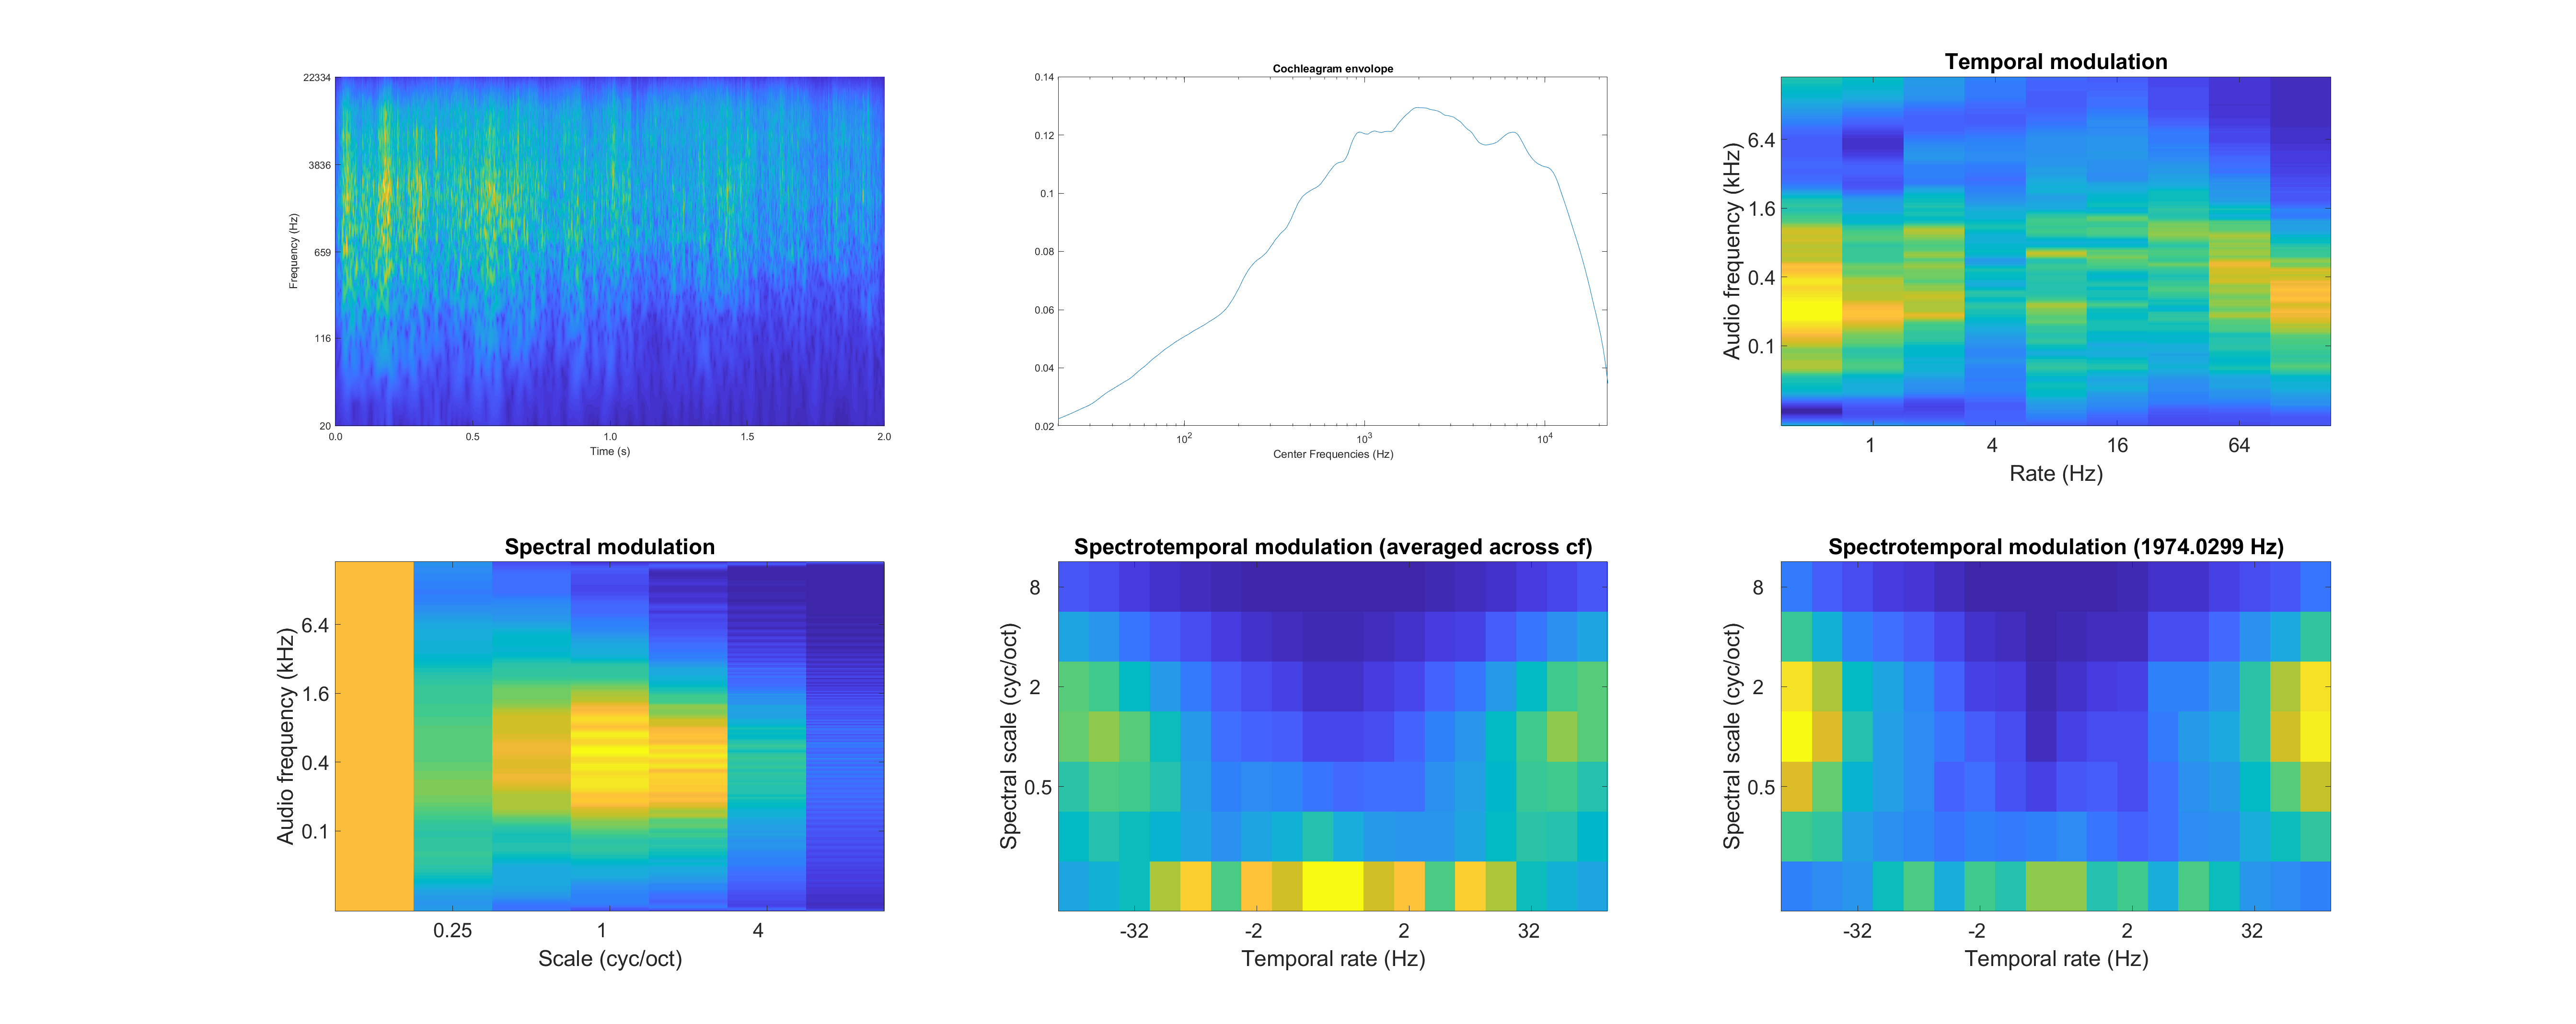 22334
3836
659
116
20
Frequency (Hz)
0.0 0.5 1.0 1.5 2.0
Time (s)
Cochleagram envolope
0.14
0.12
0.1
0.08
0.06
0.04
0.02
10² 10³ 10⁴
Center Frequencies (Hz)
Temporal modulation
Audio frequency (kHz)
6.4
1.6
0.4
0.1
1 4 16 64
Rate (Hz)
Spectral modulation
Audio frequency (kHz)
6.4
1.6
0.4
0.1
0.25 1 4
Scale (cyc/oct)
Spectrotemporal modulation (averaged across cf)
Spectral scale (cyc/oct)
8
2
0.5
-32 -2 2 32
Temporal rate (Hz)
Spectrotemporal modulation (1974.0299 Hz)
Spectral scale (cyc/oct)
8
2
0.5
-32 -2 2 32
Temporal rate (Hz)